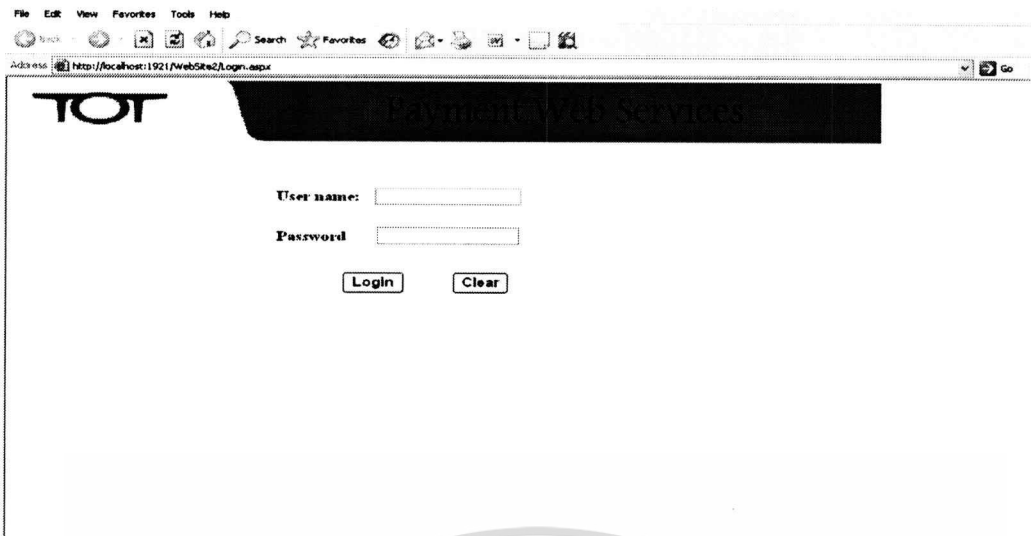 File Edit View Favorites Tools Help
Back Search Favorites
Address http://localhost:1921/WebSite2/Login.aspx Go
TOT Payment Web Services
User name:
Password
Login Clear